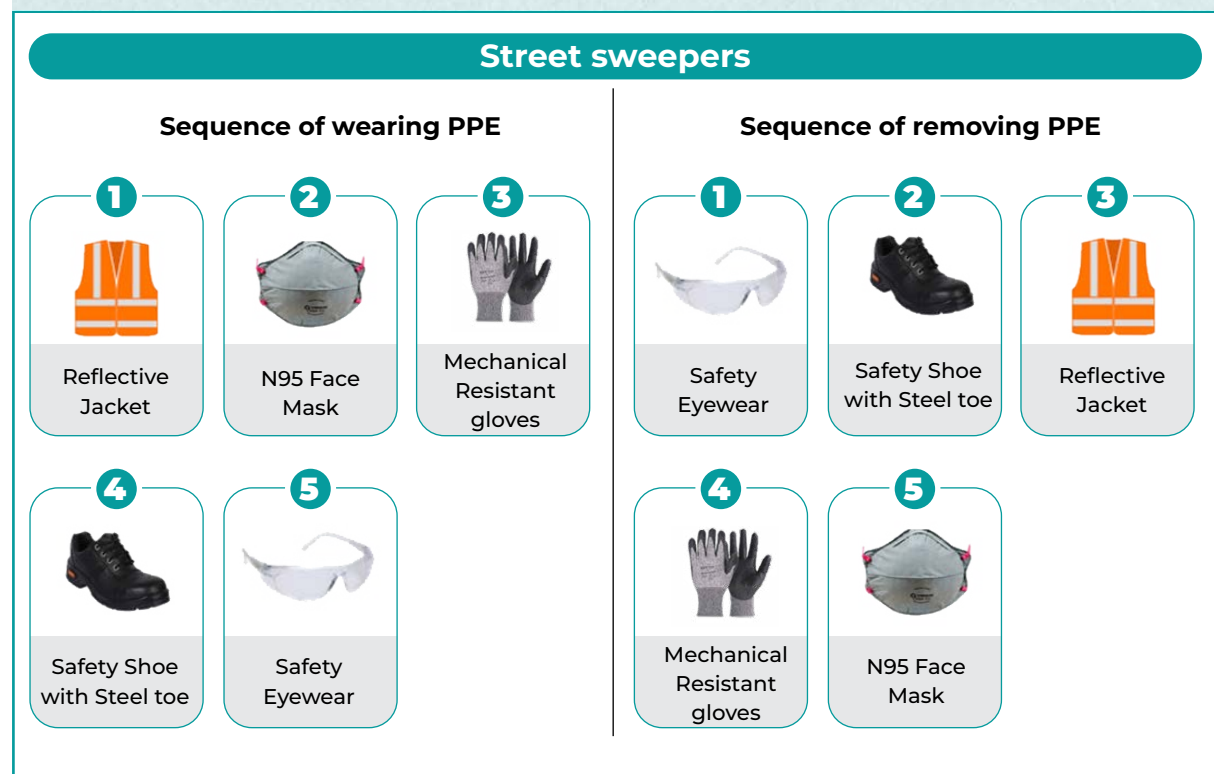 Street sweepers
Sequence of wearing PPE
1
Reflective
Jacket
2
N95 Face
Mask
3
Mechanical
Resistant
gloves
4
Safety Shoe
with Steel toe
5
Safety
Eyewear
Sequence of removing PPE
1
Safety
Eyewear
2
Safety Shoe
with Steel toe
3
Reflective
Jacket
4
Mechanical
Resistant
gloves
5
N95 Face
Mask